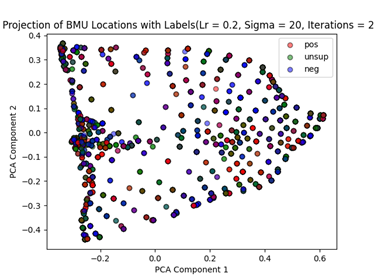 Projection of BMU Locations with Labels(Lr = 0.2, Sigma = 20, Iterations = 2
pos
unsup
neg
0.4
0.3
0.2
0.1
0.0
−0.1
−0.2
−0.3
−0.4
PCA Component 2
−0.2
0.0
0.2
0.4
0.6
PCA Component 1